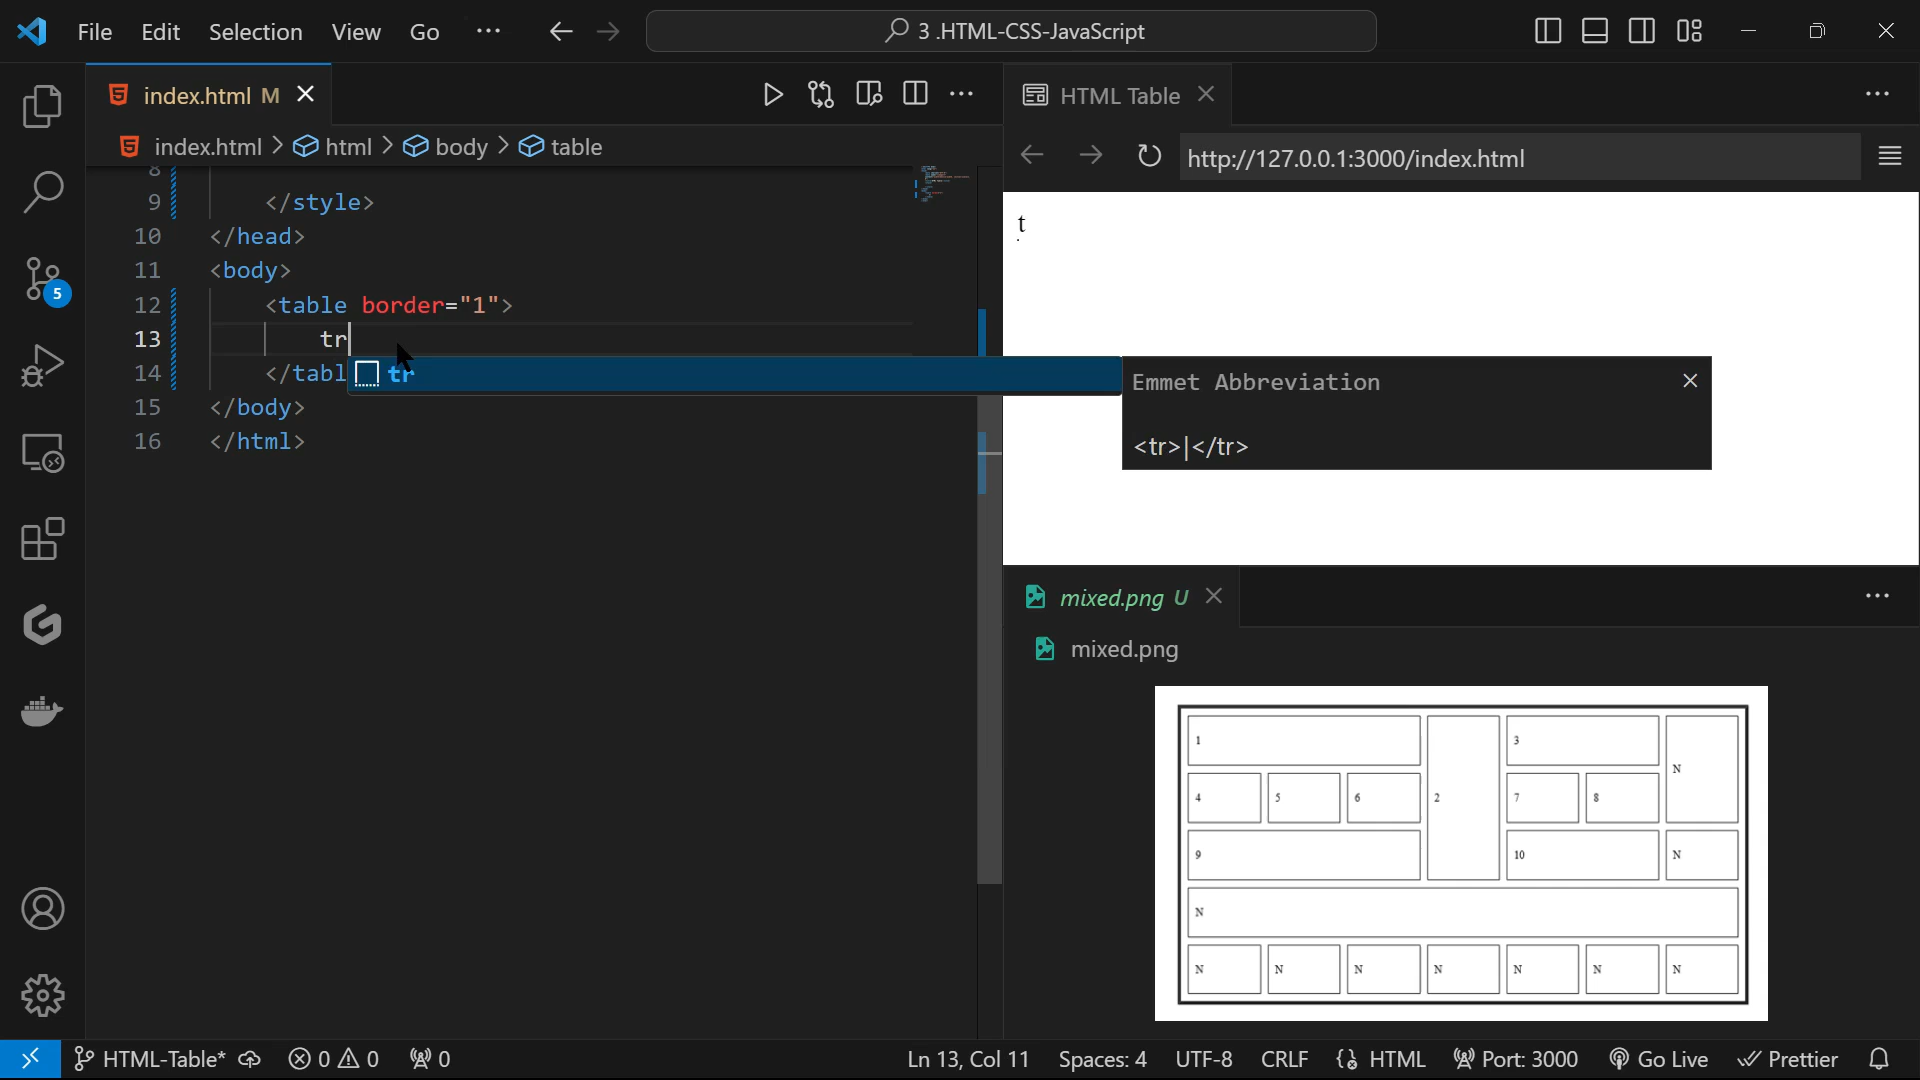 File Edit Selection View Go ··· 3 .HTML-CSS-JavaScript
index.html M
index.html > html > body > table
8
9 </style>
10 </head>
11 <body>
12 <table border="1">
13 tr
14 </tabl
15 </body>
16 </html>
tr
Emmet Abbreviation
<tr>|</tr>
HTML Table
http://127.0.0.1:3000/index.html
t
mixed.png U
mixed.png
1 2 3 N
4 5 6 7 8
9 10 N
N
N N N N N N N
5
HTML-Table* 0 0 0 Ln 13, Col 11 Spaces: 4 UTF-8 CRLF HTML Port: 3000 Go Live Prettier